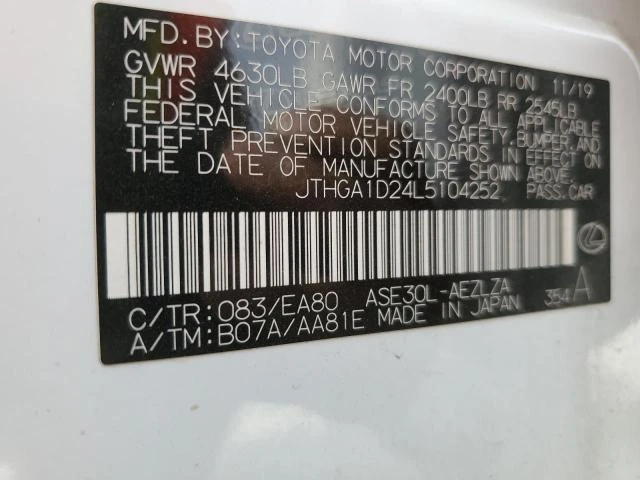 MFD. BY: TOYOTA MOTOR CORPORATION 11/19
GVWR 4630LB GAWR FR 2400LB RR 2545LB
THIS VEHICLE CONFORMS TO ALL APPLICABLE
FEDERAL MOTOR VEHICLE SAFETY, BUMPER, AND
THEFT PREVENTION STANDARDS IN EFFECT ON
THE DATE OF MANUFACTURE SHOWN ABOVE.
JTHGA1D24L5104252 PASS.CAR
C/TR: 083/EA80 ASE30L-AEZLZA 354 A
A/TM: B07A/AA81E MADE IN JAPAN